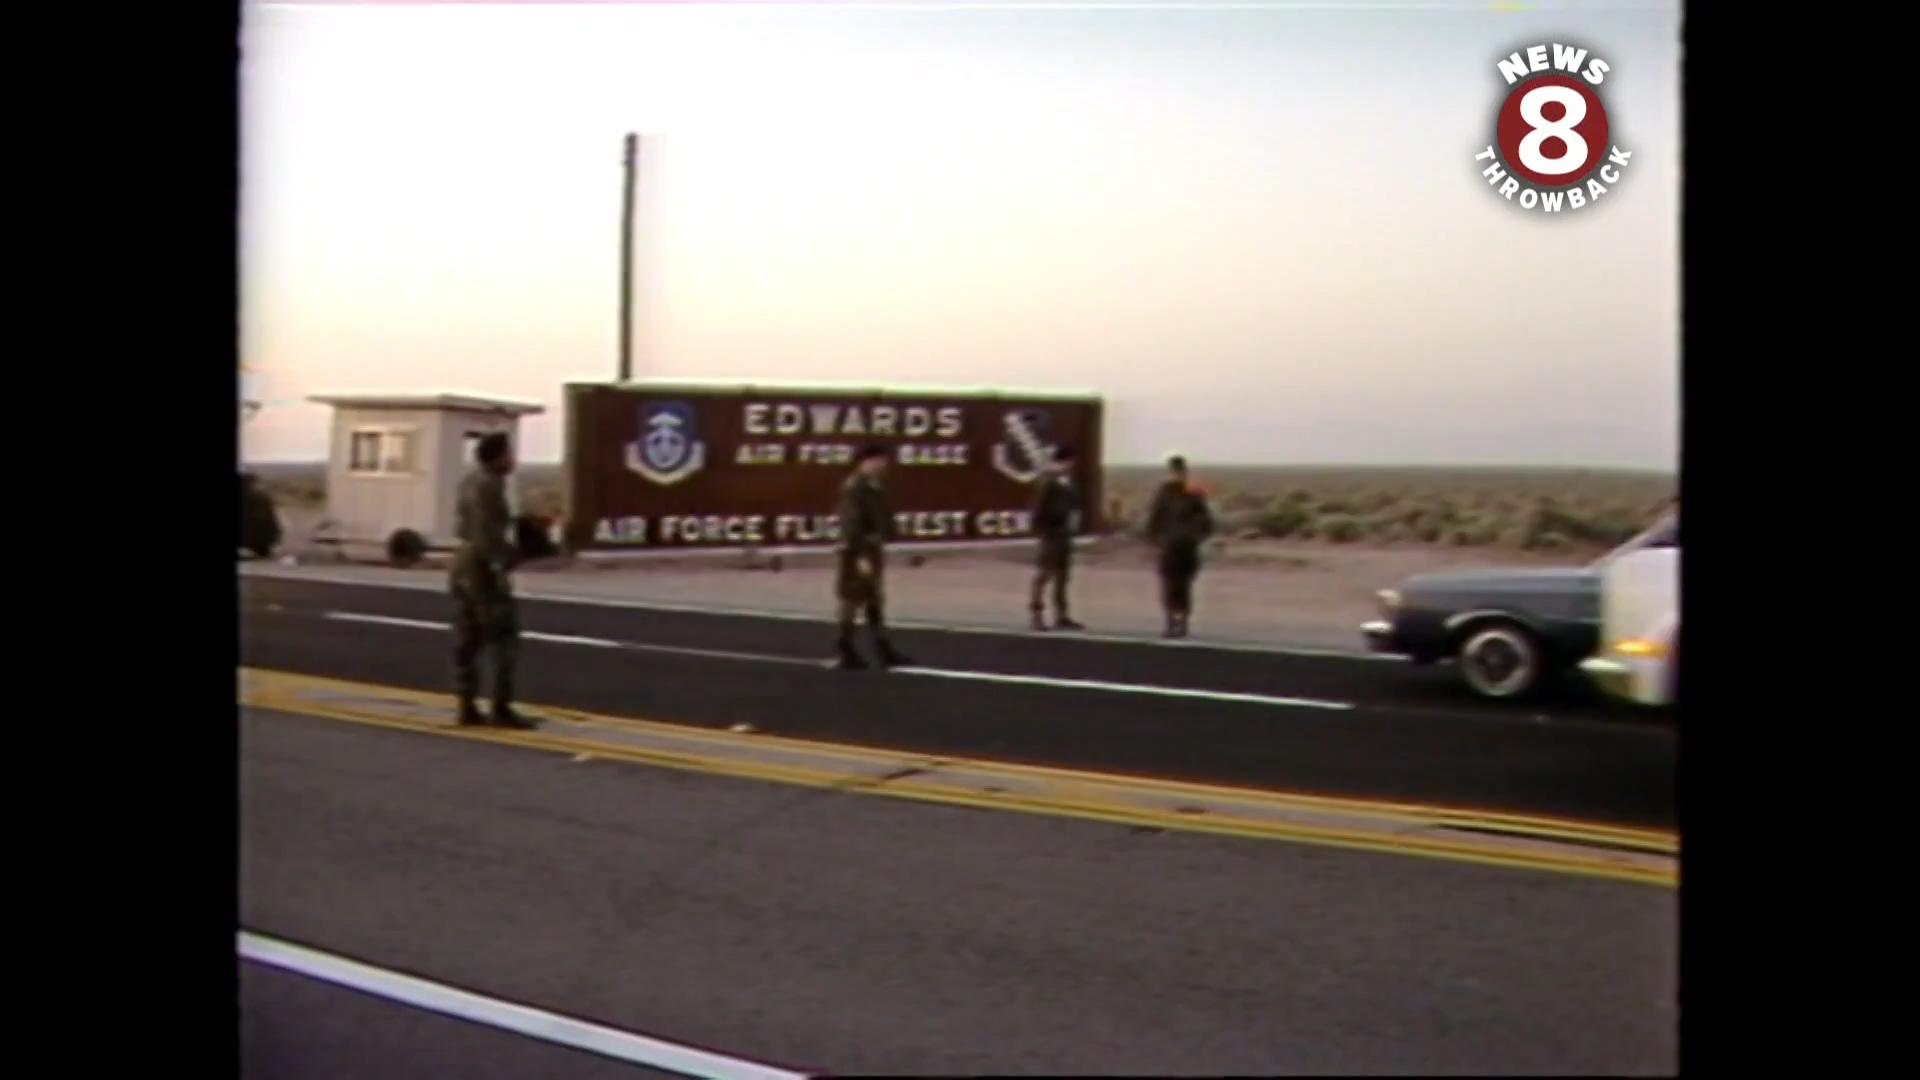 NEWS
8
THROWBACK
EDWARDS
AIR FOR BASE
AIR FORCE FLIG TEST CEN